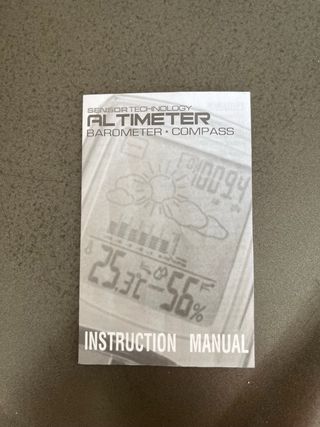 SENSOR TECHNOLOGY
ALTIMETER
BAROMETER • COMPASS
25.3°C
56%
INSTRUCTION MANUAL